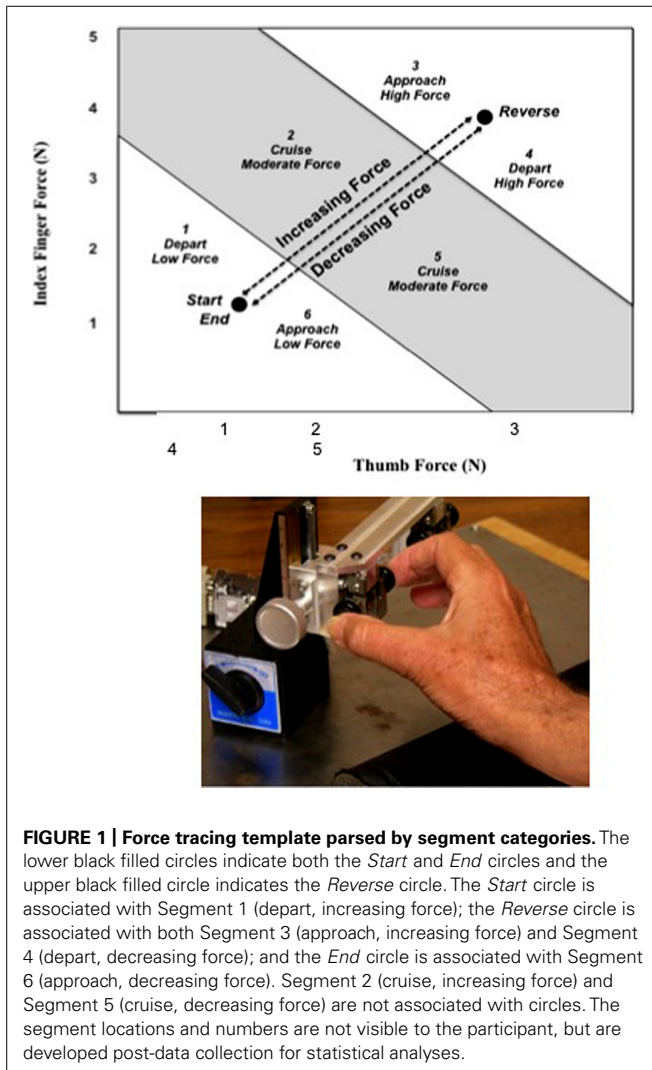 5
4
3
2
1
Index Finger Force (N)
3
Approach
High Force
Reverse
2
Cruise
Moderate Force
4
Depart
High Force
Increasing Force
Decreasing Force
1
Depart
Low Force
5
Cruise
Moderate Force
Start
End
6
Approach
Low Force
1 2 3
4 5
Thumb Force (N)
FIGURE 1 | Force tracing template parsed by segment categories. The
lower black filled circles indicate both the Start and End circles and the
upper black filled circle indicates the Reverse circle. The Start circle is
associated with Segment 1 (depart, increasing force); the Reverse circle is
associated with both Segment 3 (approach, increasing force) and Segment
4 (depart, decreasing force); and the End circle is associated with Segment
6 (approach, decreasing force). Segment 2 (cruise, increasing force) and
Segment 5 (cruise, decreasing force) are not associated with circles. The
segment locations and numbers are not visible to the participant, but are
developed post-data collection for statistical analyses.